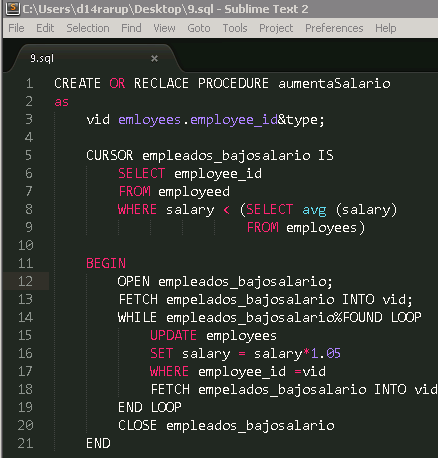 C:\Users\d14rarup\Desktop\9.sql - Sublime Text 2
File Edit Selection Find View Goto Tools Project Preferences Help
9.sql ×
1 CREATE OR RECLACE PROCEDURE aumentaSalario
2 as
3 vid emloyees.employee_id&type;
4
5 CURSOR empleados_bajosalario IS
6 SELECT employee_id
7 FROM employeed
8 WHERE salary < (SELECT avg (salary)
9 FROM employees)
10
11 BEGIN
12 OPEN empleados_bajosalario;
13 FETCH empelados_bajosalario INTO vid;
14 WHILE empleados_bajosalario%FOUND LOOP
15 UPDATE employees
16 SET salary = salary*1.05
17 WHERE employee_id =vid
18 FETCH empelados_bajosalario INTO vid
19 END LOOP
20 CLOSE empleados_bajosalario
21 END